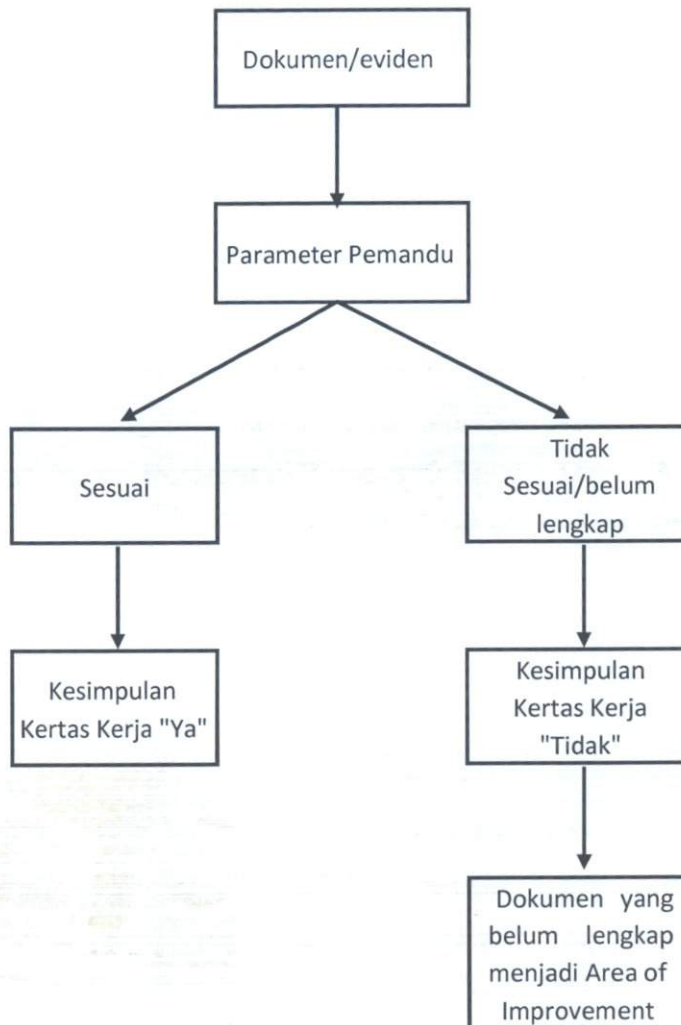 Dokumen/eviden
Parameter Pemandu
Sesuai
Tidak
Sesuai/belum
lengkap
Kesimpulan
Kertas Kerja "Ya"
Kesimpulan
Kertas Kerja
"Tidak"
Dokumen yang
belum lengkap
menjadi Area of
Improvement